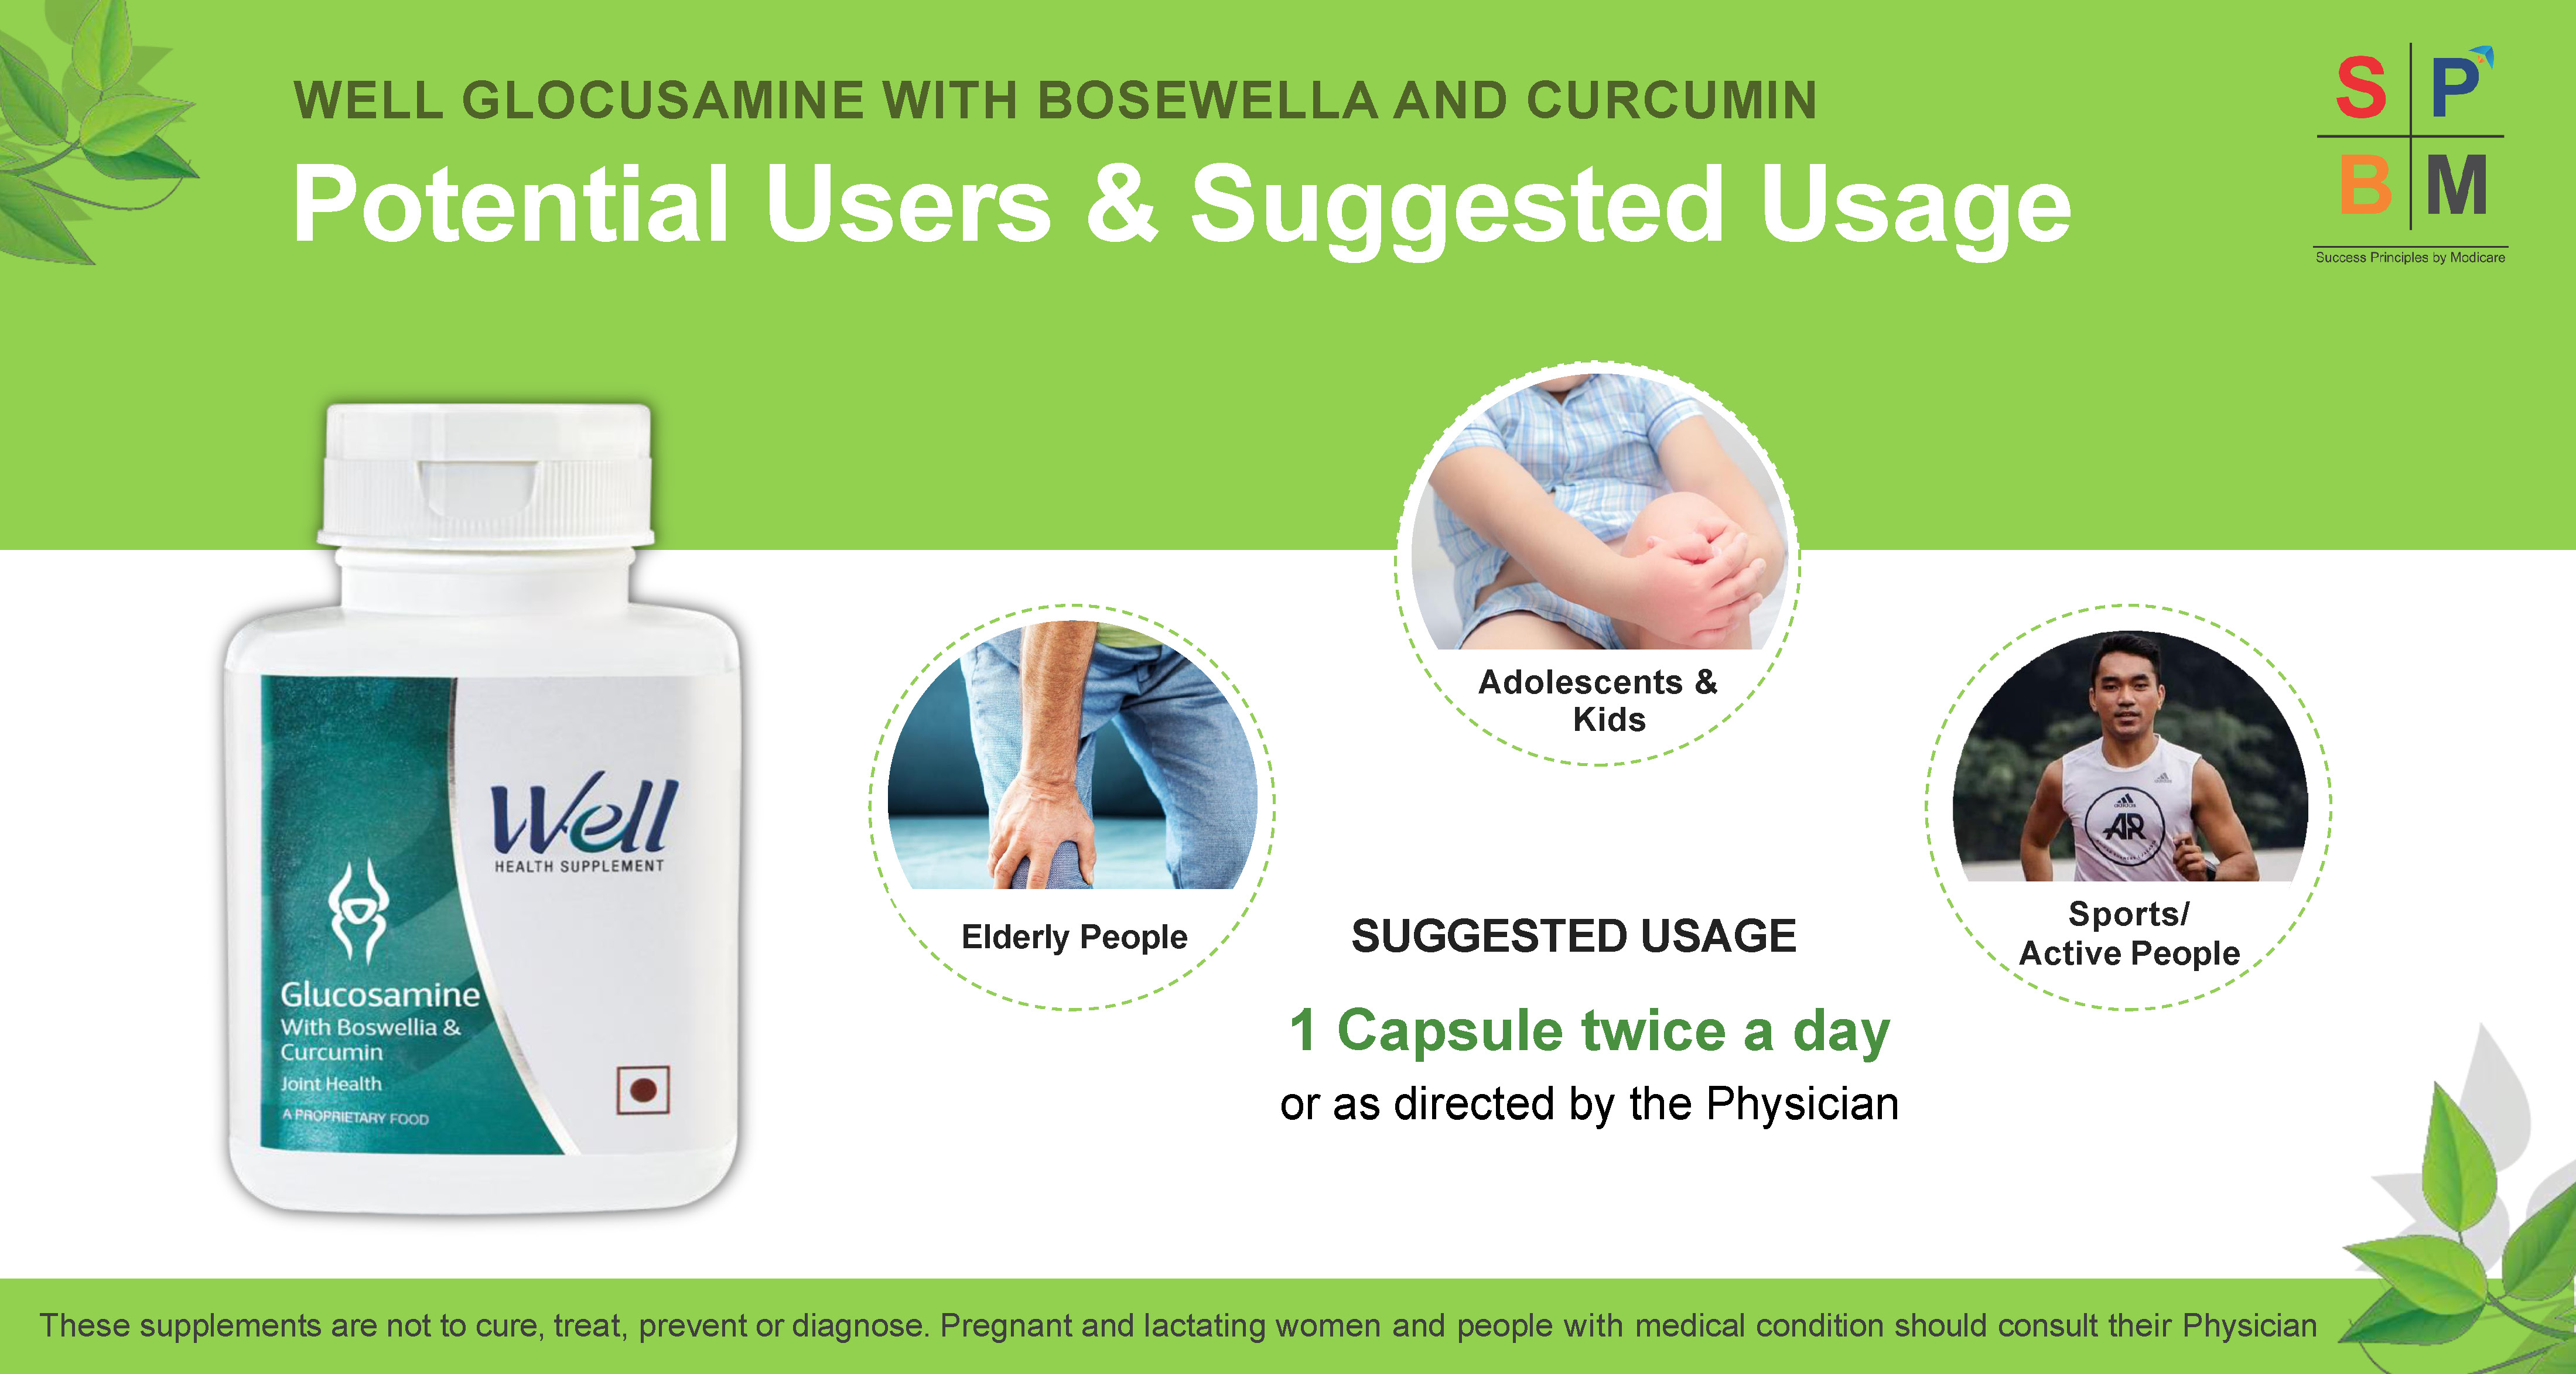 WELL GLOCUSAMINE WITH BOSEWELLA AND CURCUMIN
Potential Users & Suggested Usage
S P
B M
Success Principles by Modicare
Well
HEALTH SUPPLEMENT
Glucosamine
With Boswellia &
Curcumin
Joint Health
A PROPRIETARY FOOD
Adolescents &
Kids
Elderly People
adidas
AR
Sports/
Active People
SUGGESTED USAGE
1 Capsule twice a day
or as directed by the Physician
These supplements are not to cure, treat, prevent or diagnose. Pregnant and lactating women and people with medical condition should consult their Physician